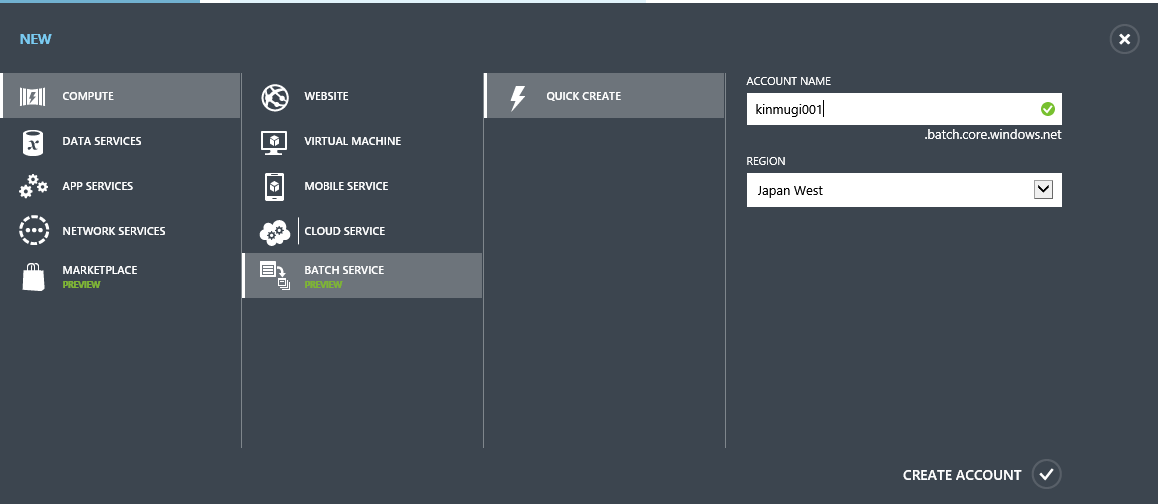 NEW
COMPUTE
DATA SERVICES
APP SERVICES
NETWORK SERVICES
MARKETPLACE
PREVIEW
WEBSITE
VIRTUAL MACHINE
MOBILE SERVICE
CLOUD SERVICE
BATCH SERVICE
PREVIEW
QUICK CREATE
ACCOUNT NAME
kinmugi001
.batch.core.windows.net
REGION
Japan West
CREATE ACCOUNT